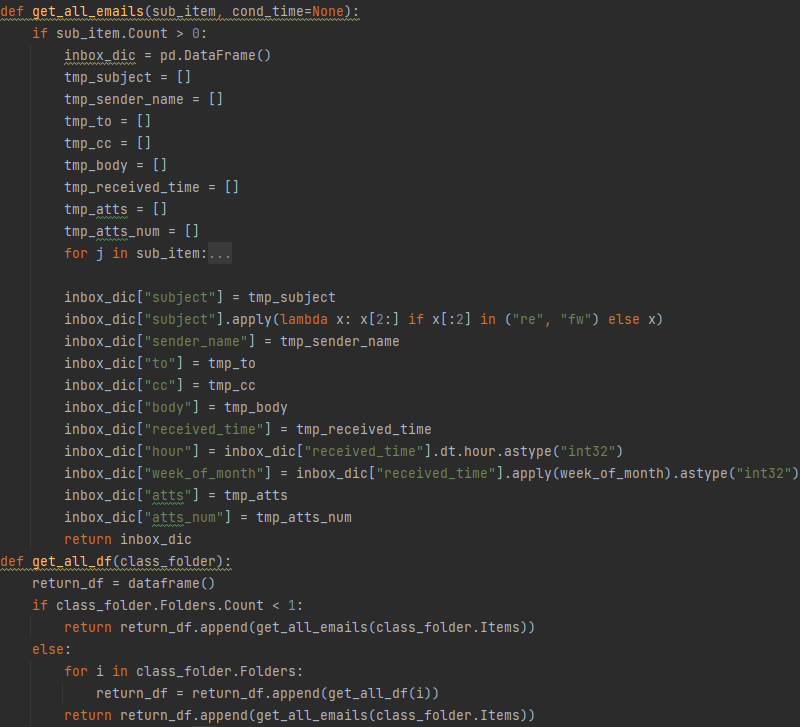 def get_all_emails(sub_item, cond_time=None):
    if sub_item.Count > 0:
        inbox_dic = pd.DataFrame()
        tmp_subject = []
        tmp_sender_name = []
        tmp_to = []
        tmp_cc = []
        tmp_body = []
        tmp_received_time = []
        tmp_atts = []
        tmp_atts_num = []
        for j in sub_item:...
        inbox_dic["subject"] = tmp_subject
        inbox_dic["subject"].apply(lambda x: x[2:] if x[:2] in ("re", "fw") else x)
        inbox_dic["sender_name"] = tmp_sender_name
        inbox_dic["to"] = tmp_to
        inbox_dic["cc"] = tmp_cc
        inbox_dic["body"] = tmp_body
        inbox_dic["received_time"] = tmp_received_time
        inbox_dic["hour"] = inbox_dic["received_time"].dt.hour.astype("int32")
        inbox_dic["week_of_month"] = inbox_dic["received_time"].apply(week_of_month).astype("int32")
        inbox_dic["atts"] = tmp_atts
        inbox_dic["atts_num"] = tmp_atts_num
        return inbox_dic
def get_all_df(class_folder):
    return_df = dataframe()
    if class_folder.Folders.Count < 1:
        return return_df.append(get_all_emails(class_folder.Items))
    else:
        for i in class_folder.Folders:
            return_df = return_df.append(get_all_df(i))
        return return_df.append(get_all_emails(class_folder.Items))